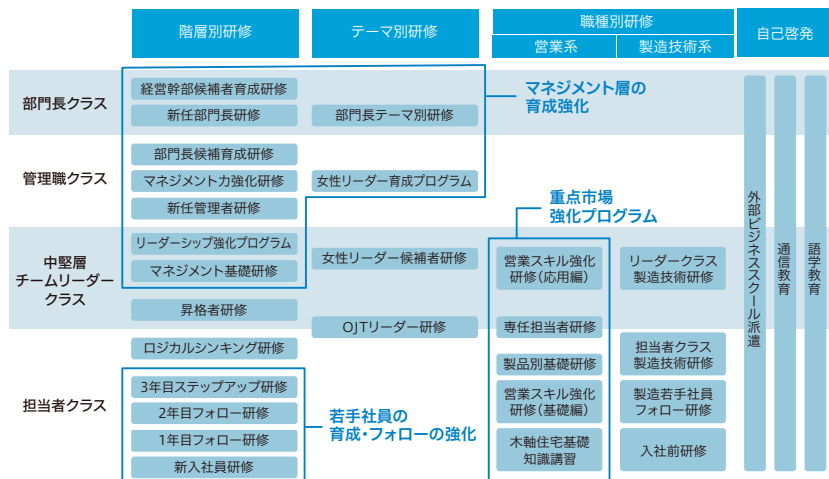 階層別研修
テーマ別研修
職種別研修
営業系
製造技術系
自己啓発
部門長クラス
経営幹部候補者育成研修
新任部門長研修
部門長テーマ別研修
マネジメント層の
育成強化
管理職クラス
部門長候補育成研修
マネジメント力強化研修
女性リーダー育成プログラム
新任管理者研修
重点市場
強化プログラム
中堅層
チームリーダー
クラス
リーダーシップ強化プログラム
マネジメント基礎研修
女性リーダー候補者研修
営業スキル強化
研修(応用編)
リーダークラス
製造技術研修
昇格者研修
OJTリーダー研修
専任担当者研修
担当者クラス
ロジカルシンキング研修
製品別基礎研修
担当者クラス
製造技術研修
3年目ステップアップ研修
2年目フォロー研修
1年目フォロー研修
新入社員研修
若手社員の
育成・フォローの強化
営業スキル強化
研修(基礎編)
製造若手社員
フォロー研修
木軸住宅基礎
知識講習
入社前研修
外部ビジネススクール派遣
通信教育
語学教育